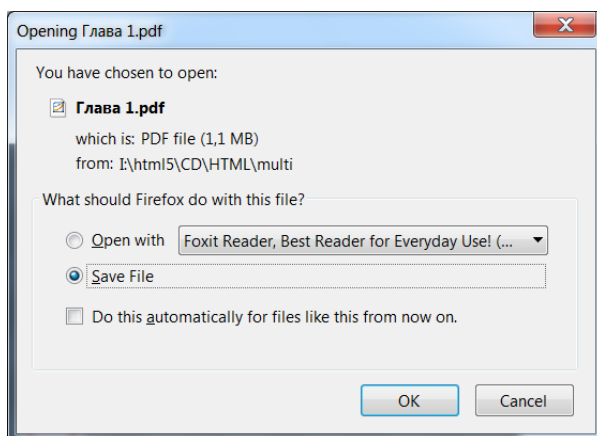 Opening Глава 1.pdf
You have chosen to open:
Глава 1.pdf
which is: PDF file (1,1 MB)
from: I:\html5\CD\HTML\multi
What should Firefox do with this file?
Open with Foxit Reader, Best Reader for Everyday Use! (...
Save File
Do this automatically for files like this from now on.
OK Cancel